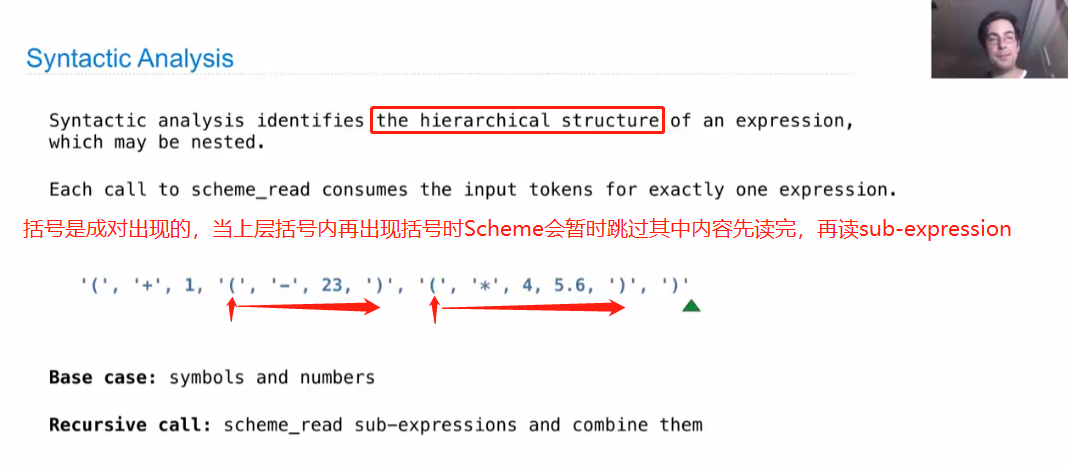 Syntactic Analysis
Syntactic analysis identifies the hierarchical structure of an expression,
which may be nested.
Each call to scheme_read consumes the input tokens for exactly one expression.
括号是成对出现的，当上层括号内再出现括号时Scheme会暂时跳过其中内容先读完，再读sub-expression
'(', '+', 1, '(', '-', 23, ')', '(', '*', 4, 5.6, ')', ')'
Base case: symbols and numbers
Recursive call: scheme_read sub-expressions and combine them